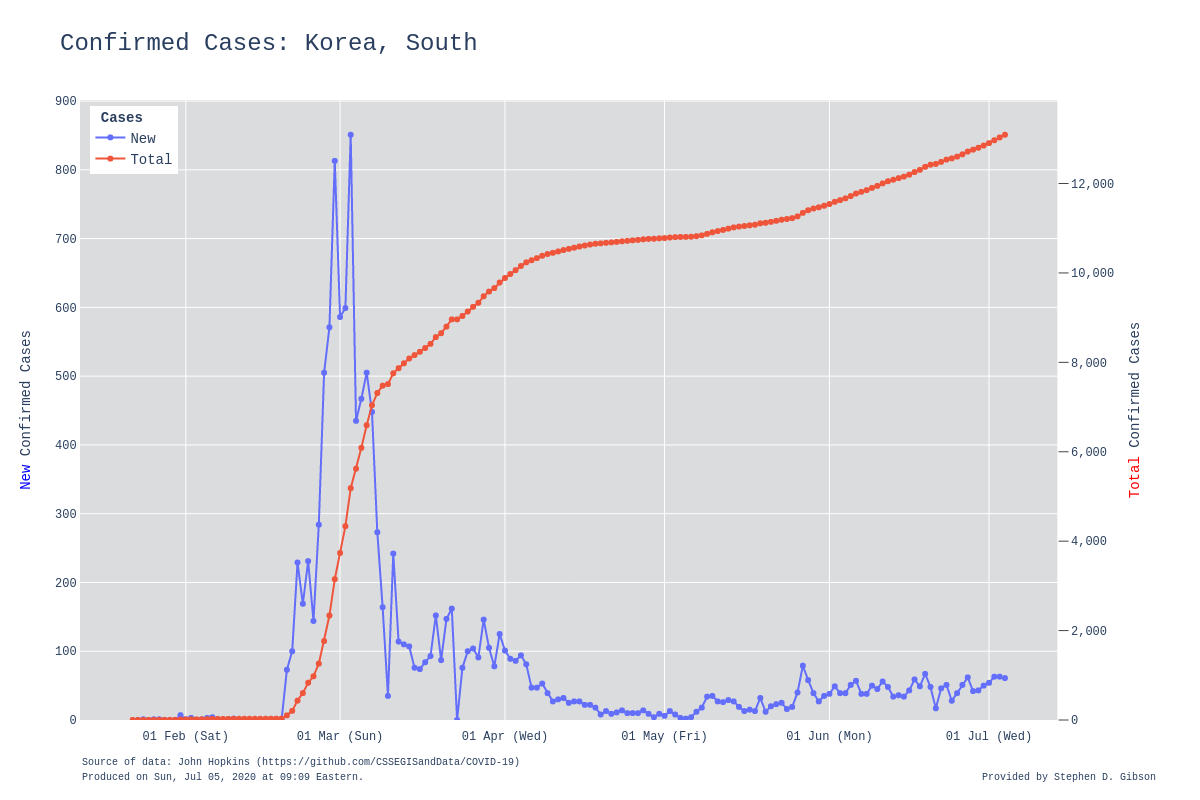 Confirmed Cases: Korea, South
Cases
New
Total
900
800
700
600
500
400
300
200
100
0
New Confirmed Cases
12,000
10,000
8,000
6,000
4,000
2,000
0
Total Confirmed Cases
01 Feb (Sat)
01 Mar (Sun)
01 Apr (Wed)
01 May (Fri)
01 Jun (Mon)
01 Jul (Wed)
Source of data: John Hopkins (https://github.com/CSSEGISandData/COVID-19)
Produced on Sun, Jul 05, 2020 at 09:09 Eastern.
Provided by Stephen D. Gibson